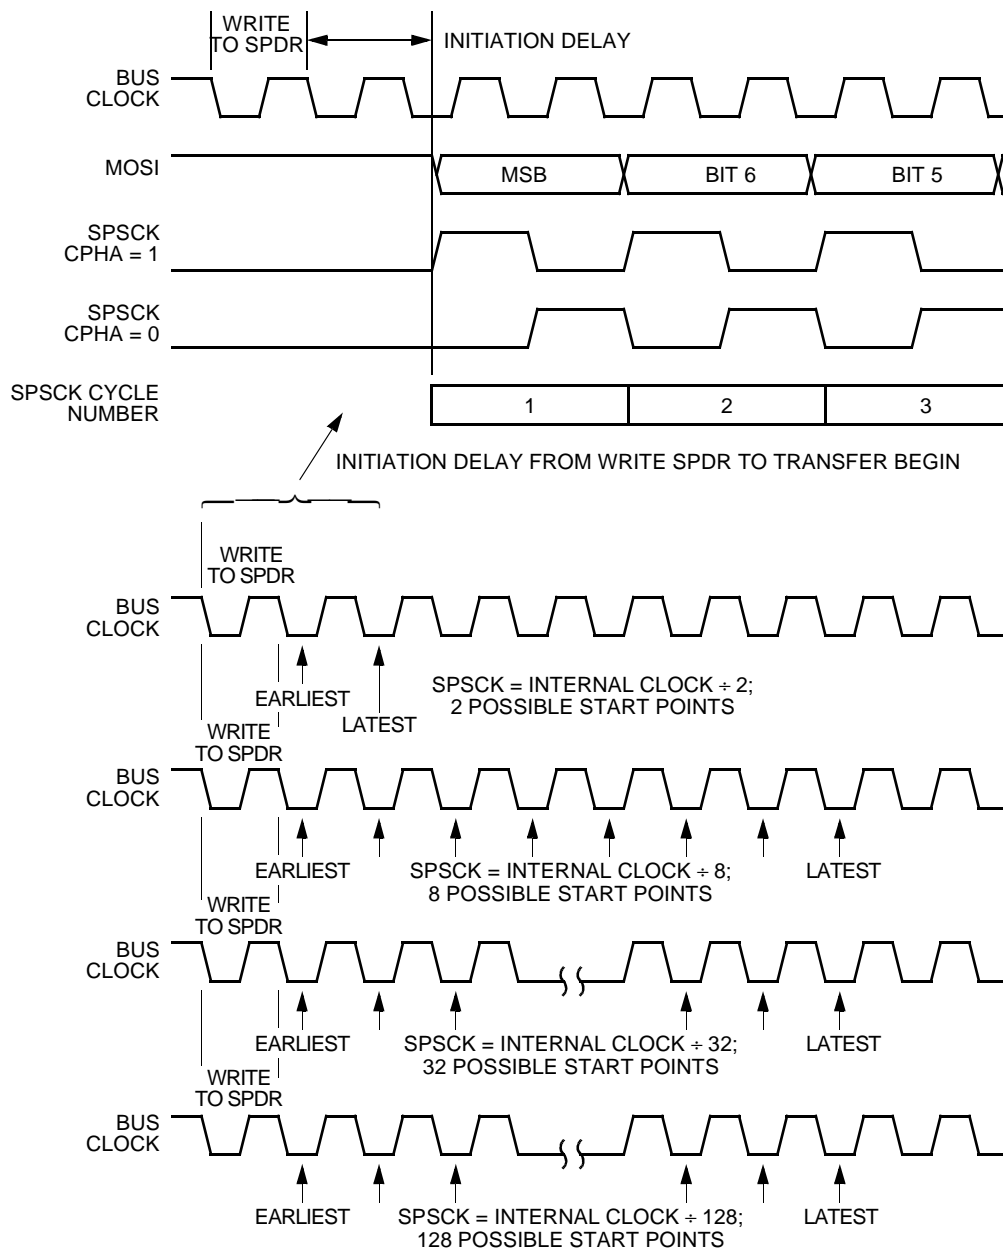 WRITE
TO SPDR
INITIATION DELAY
BUS
CLOCK
MOSI
MSB
BIT 6
BIT 5
SPSCK
CPHA = 1
SPSCK
CPHA = 0
SPSCK CYCLE
NUMBER
1
2
3
INITIATION DELAY FROM WRITE SPDR TO TRANSFER BEGIN
WRITE
TO SPDR
BUS
CLOCK
EARLIEST
LATEST
SPSCK = INTERNAL CLOCK ÷ 2;
2 POSSIBLE START POINTS
WRITE
TO SPDR
BUS
CLOCK
EARLIEST
SPSCK = INTERNAL CLOCK ÷ 8;
8 POSSIBLE START POINTS
LATEST
WRITE
TO SPDR
BUS
CLOCK
EARLIEST
SPSCK = INTERNAL CLOCK ÷ 32;
32 POSSIBLE START POINTS
LATEST
WRITE
TO SPDR
BUS
CLOCK
EARLIEST
SPSCK = INTERNAL CLOCK ÷ 128;
128 POSSIBLE START POINTS
LATEST